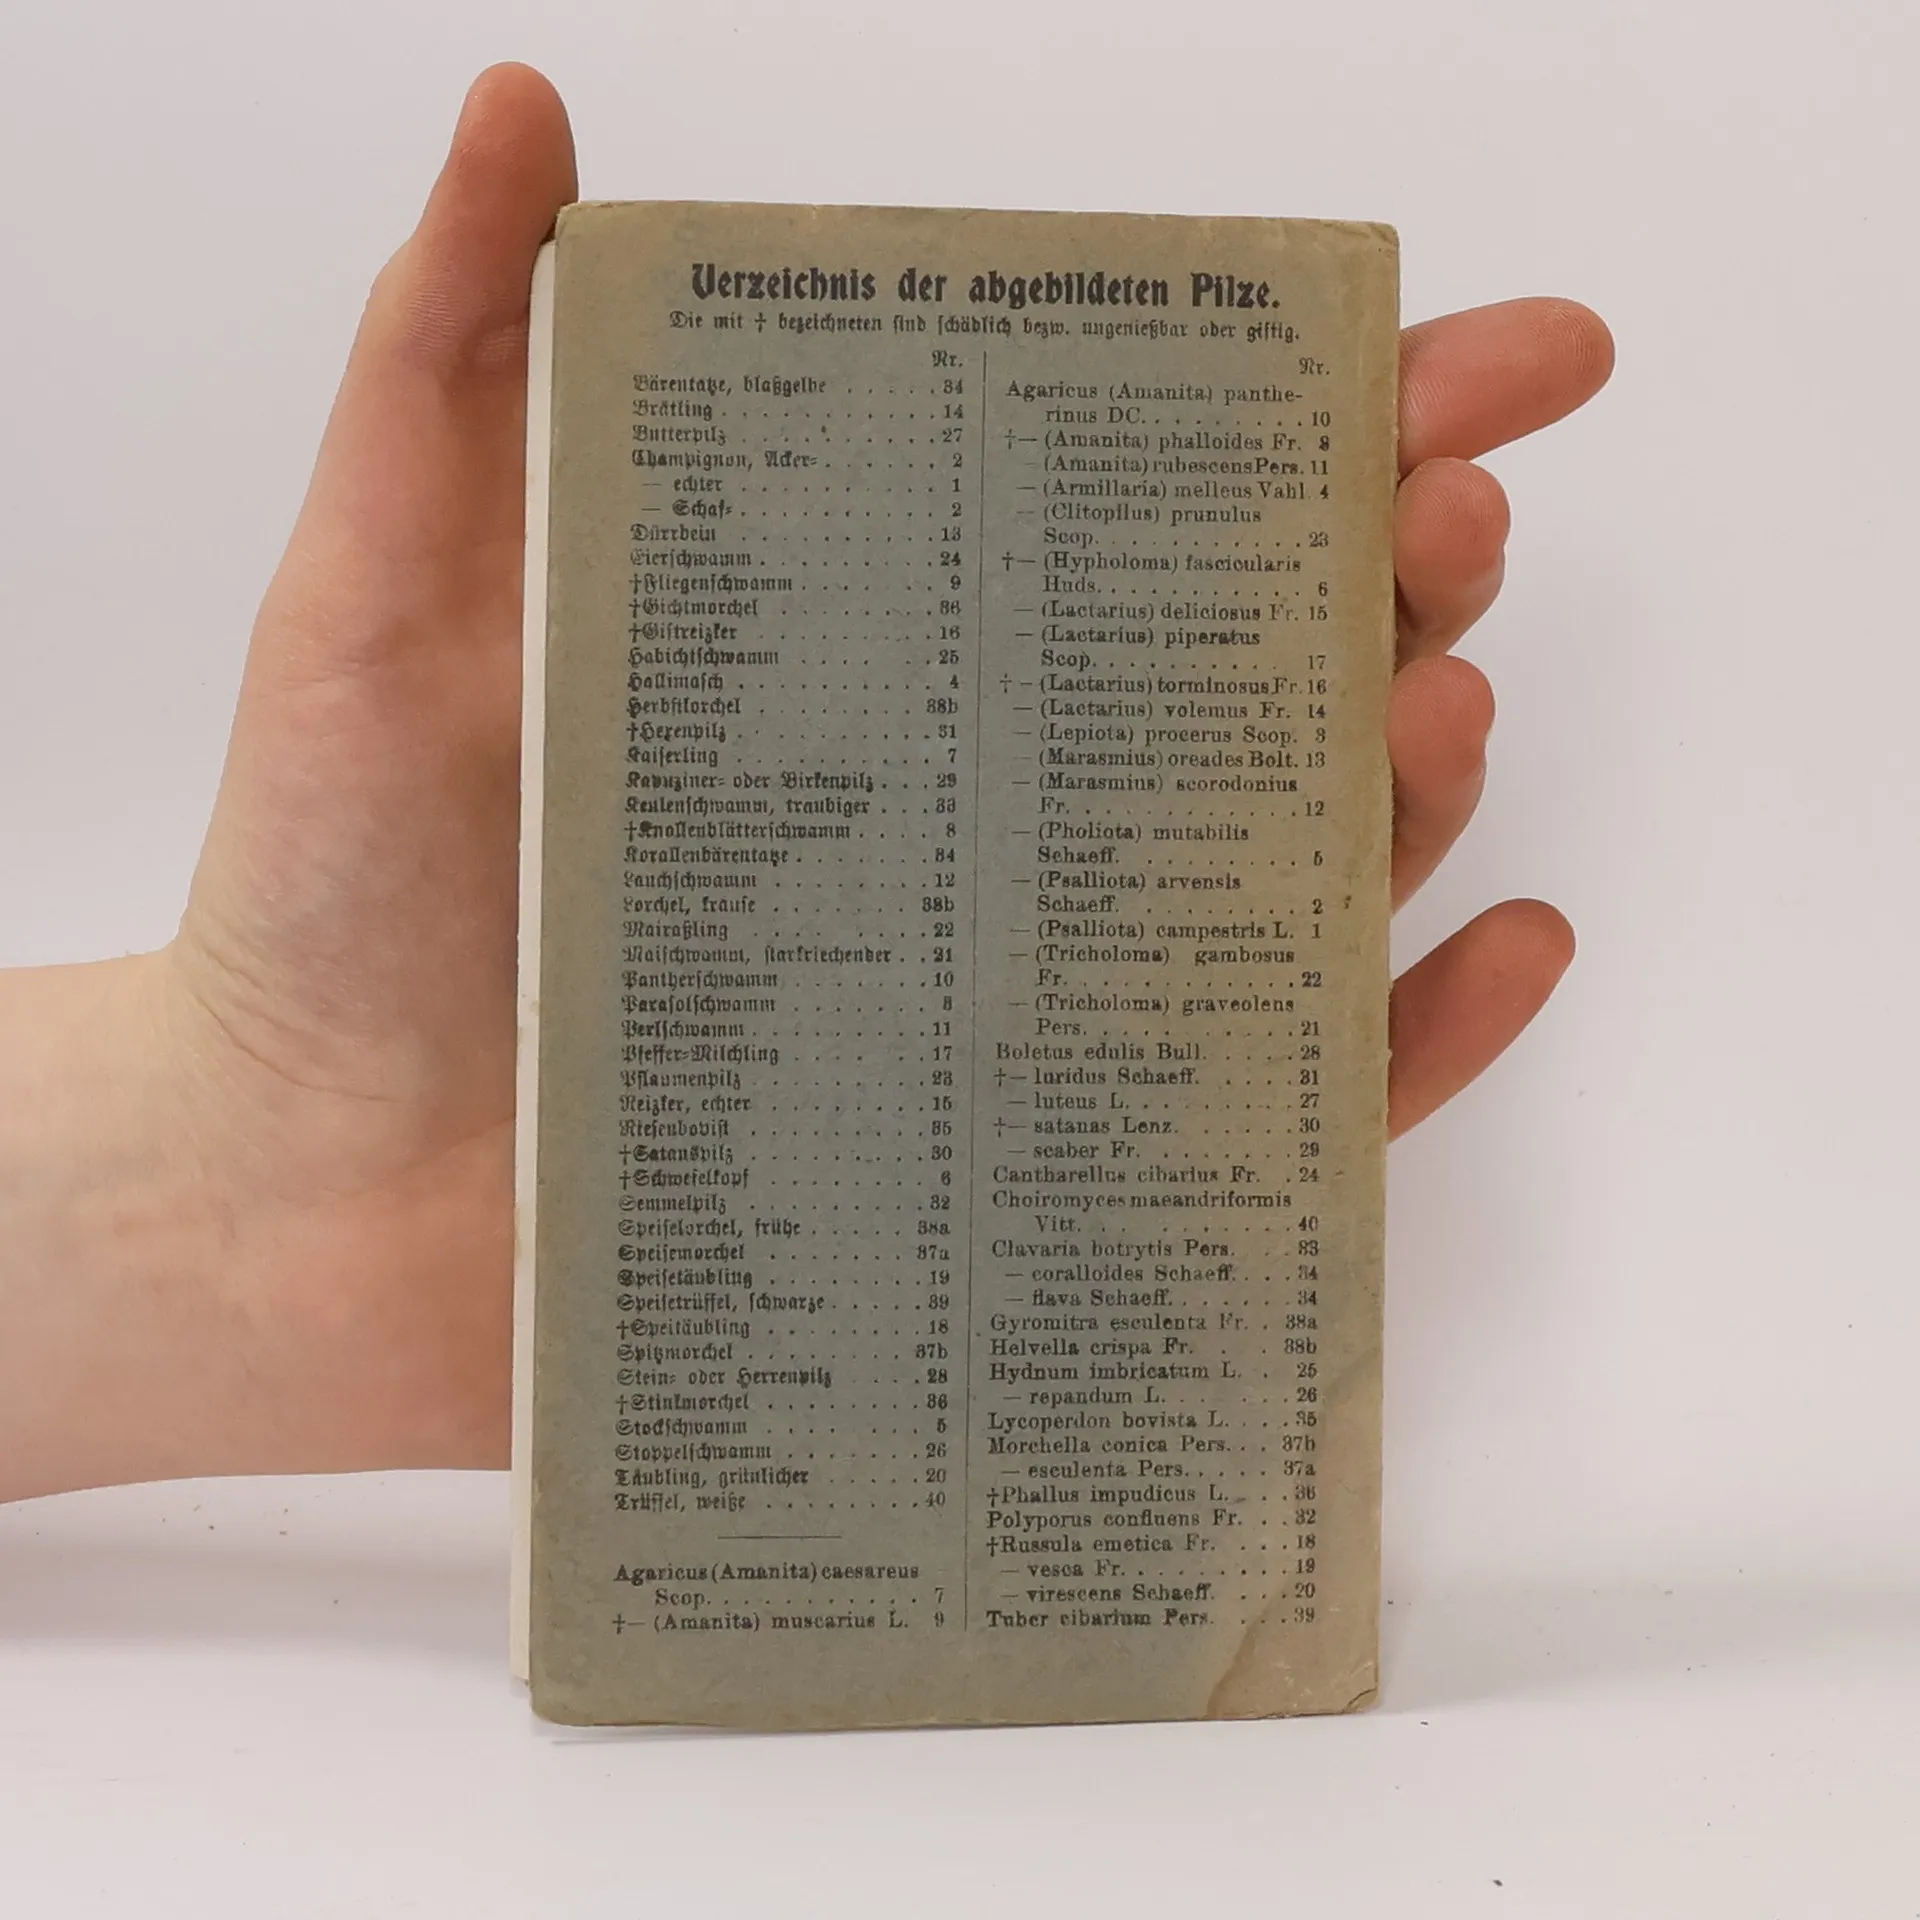 Verzeichnis der abgebildeten Pilze.
Die mit † bezeichneten sind schädlich bezw. ungenießbar oder giftig.
Nr.
Bärentatze, blaßgelbe . . . . . 34
Brätling . . . . . . . . . . 14
Butterpilz . . . . . . . . . 27
Champignon, Acker- . . . . . . 2
— echter . . . . . . . . . . 1
— Schaf- . . . . . . . . . . 2
Dürrbein . . . . . . . . . . 13
Eierschwamm . . . . . . . . 24
†Fliegenschwamm . . . . . . . 9
†Gichtmorchel . . . . . . . 36
†Giftreizker . . . . . . . . 16
Habichtschwamm . . . . . . 25
Hallimasch . . . . . . . . . 4
Herbstlorchel . . . . . . . 38b
†Hexenpilz . . . . . . . . . 31
Kaiserling . . . . . . . . . 7
Kapuziner- oder Birkenpilz . . . 29
Keulenschwamm, traubiger . . . 33
†Knollenblätterschwamm . . . . 8
Korallenbärentatze . . . . . . 34
Lauchschwamm . . . . . . . 12
Lorchel, krause . . . . . . 38b
Mairaßling . . . . . . . . 22
Maischwamm, starkriechender . . 21
Pantherschwamm . . . . . . . 10
Parasolschwamm . . . . . . . 3
Perlschwamm . . . . . . . . 11
Pfeffer-Milchling . . . . . . 17
Pflaumenpilz . . . . . . . . 23
Reizker, echter . . . . . . . 15
Riesenbovist . . . . . . . . 35
†Satanspilz . . . . . . . . 30
†Schwefelkopf . . . . . . . . 6
Semmelpilz . . . . . . . . . 32
Speiselorchel, frühe . . . . . 38a
Speisemorchel . . . . . . . 37a
Speisetäubling . . . . . . . . 19
Speisetrüffel, schwarze . . . . . 39
†Speitäubling . . . . . . . . 18
Spitzmorchel . . . . . . . . 37b
Stein- oder Herrenpilz . . . . 28
†Stinkmorchel . . . . . . . . 36
Stockschwamm . . . . . . . . 5
Stoppelschwamm . . . . . . . 26
Täubling, grünlicher . . . . . 20
Trüffel, weiße . . . . . . . . 40
Agaricus (Amanita) caesareus
Scop. . . . . . . . . . . 7
†— (Amanita) muscarius L. 9
Nr.
Agaricus (Amanita) panthe-
rinus DC. . . . . . . . . 10
†— (Amanita) phalloides Fr. 8
— (Amanita) rubescens Pers. 11
— (Armillaria) melleus Vahl 4
— (Clitopilus) prunulus
Scop. . . . . . . . . . . 23
†— (Hypholoma) fascicularis
Huds. . . . . . . . . . . 6
— (Lactarius) deliciosus Fr. 15
— (Lactarius) piperatus
Scop. . . . . . . . . . 17
†— (Lactarius) torminosus Fr. 16
— (Lactarius) volemus Fr. 14
— (Lepiota) procerus Scop. 3
— (Marasmius) oreades Bolt. 13
— (Marasmius) scorodonius
Fr. . . . . . . . . . . . 12
— (Pholiota) mutabilis
Schaeff. . . . . . . . . 5
— (Psalliota) arvensis
Schaeff. . . . . . . . . 2
— (Psalliota) campestris L. 1
— (Tricholoma) gambosus
Fr. . . . . . . . . . . . 22
— (Tricholoma) graveolens
Pers. . . . . . . . . . . 21
Boletus edulis Bull. . . . . 28
†— luridus Schaeff. . . . . 31
— luteus L. . . . . . . . 27
†— satanas Lenz. . . . . . 30
— scaber Fr. . . . . . . . 29
Cantharellus cibarius Fr. . 24
Choiromyces maeandriformis
Vitt. . . . . . . . . . 40
Clavaria botrytis Pers. . . 33
— coralloides Schaeff. . . . 34
— flava Schaeff. . . . . . . 34
Gyromitra esculenta Fr. . 38a
Helvella crispa Fr. . . 38b
Hydnum imbricatum L. . 25
— repandum L. . . . . . . 26
Lycoperdon bovista L. . . . 35
Morchella conica Pers. . . 37b
— esculenta Pers. . . . . 37a
†Phallus impudicus L. . . . 36
Polyporus confluens Fr. . . 32
†Russula emetica Fr. . . . 18
— vesca Fr. . . . . . . . . 19
— virescens Schaeff. . . . 20
Tuber cibarium Pers. . . . 39